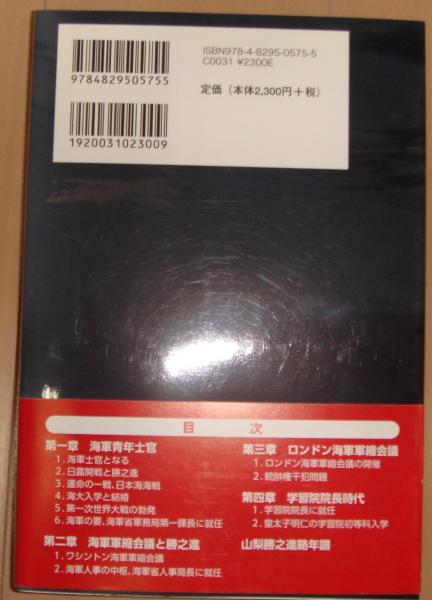 ISBN978-4-8295-0575-5
C0031 ¥2300E
9784829505755
定価（本体2,300円＋税）
1920031023009
目　次
第一章　海軍青年士官
1．海軍士官となる
2．日露開戦と勝之進
3．運命の一戦、日本海海戦
4．海大入学と結婚
5．第一次世界大戦の勃発
6．海軍の要、海軍省軍務局第一課長に就任
第二章　海軍軍縮会議と勝之進
1．ワシントン海軍軍縮会議
2．海軍人事の中枢、海軍省人事局長に就任
第三章　ロンドン海軍軍縮会議
1．ロンドン海軍軍縮会議の開催
2．統帥権干犯問題
第四章　学習院院長時代
1．学習院院長に就任
2．皇太子明仁の学習院初等科入学
山梨勝之進略年譜